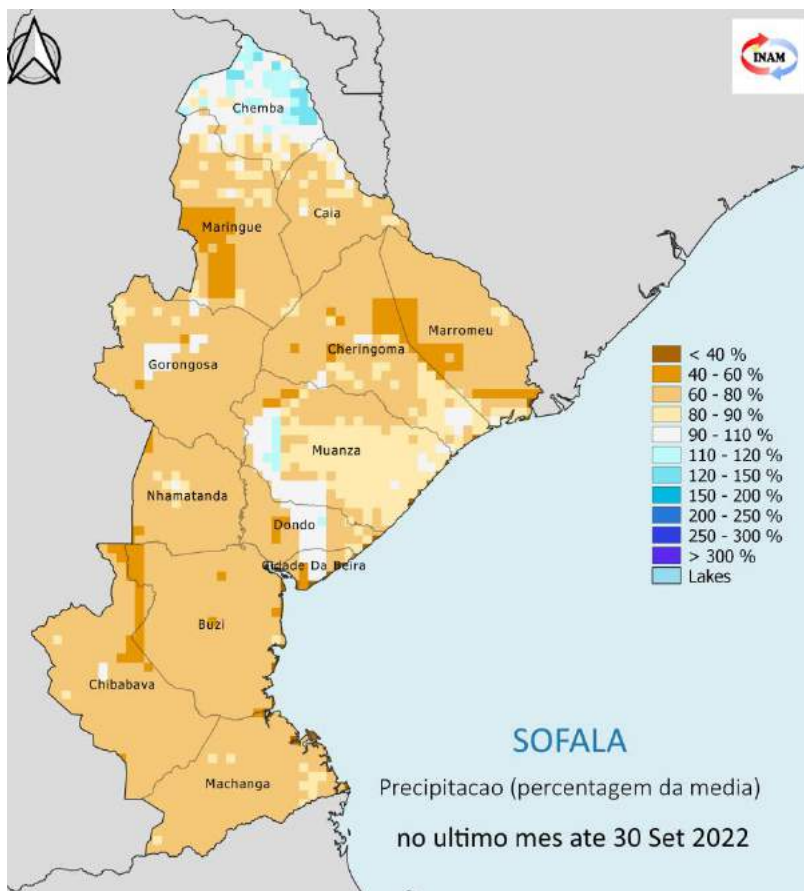 INAM
Chemba
Caia
Maringue
Marromeu
Cheringoma
Gorongosa
Muanza
Nhamatanda
Dondo
Cidade Da Beira
Buzi
Chibabava
Machanga
< 40 %
40 - 60 %
60 - 80 %
80 - 90 %
90 - 110 %
110 - 120 %
120 - 150 %
150 - 200 %
200 - 250 %
250 - 300 %
> 300 %
Lakes
SOFALA
Precipitacao (percentagem da media)
no ultimo mes ate 30 Set 2022